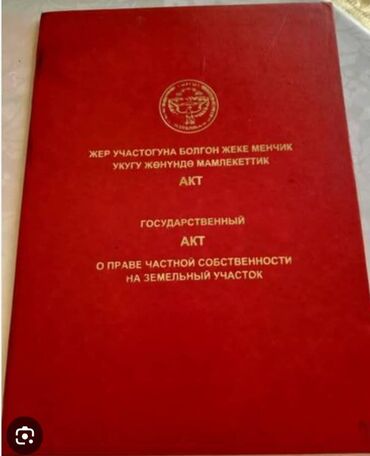 ЖЕР УЧАСТОГУНА БОЛГОН ЖЕКЕ МЕНЧИК
УКУГУ ЖӨНҮНДӨ МАМЛЕКЕТТИК
АКТ
ГОСУДАРСТВЕННЫЙ
АКТ
О ПРАВЕ ЧАСТНОЙ СОБСТВЕННОСТИ
НА ЗЕМЕЛЬНЫЙ УЧАСТОК